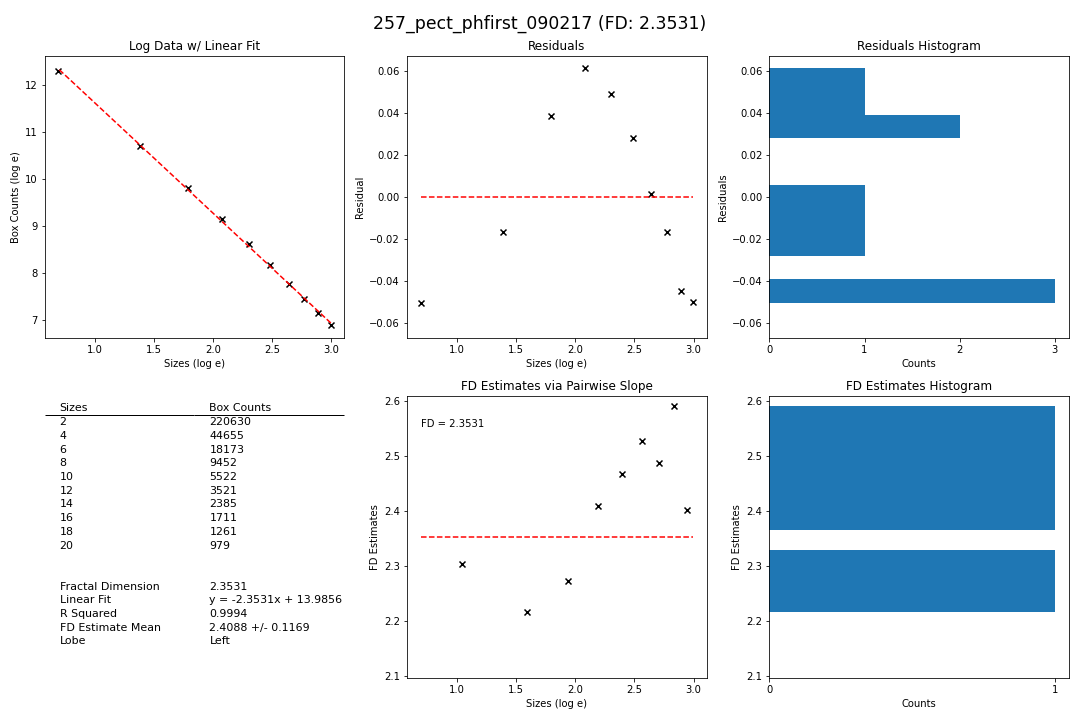 257_pect_phfirst_090217 (FD: 2.3531)
Log Data w/ Linear Fit
12
11
10
9
8
7
Box Counts (log e)
1.0 1.5 2.0 2.5 3.0
Sizes (log e)
Residuals
0.06
0.04
0.02
0.00
−0.02
−0.04
−0.06
Residual
1.0 1.5 2.0 2.5 3.0
Sizes (log e)
Residuals Histogram
0.06
0.04
0.02
0.00
−0.02
−0.04
−0.06
Residuals
0 1 2 3
Counts
Sizes Box Counts
2 220630
4 44655
6 18173
8 9452
10 5522
12 3521
14 2385
16 1711
18 1261
20 979
Fractal Dimension 2.3531
Linear Fit y = -2.3531x + 13.9856
R Squared 0.9994
FD Estimate Mean 2.4088 +/- 0.1169
Lobe Left
FD Estimates via Pairwise Slope
FD = 2.3531
2.6
2.5
2.4
2.3
2.2
2.1
FD Estimates
1.0 1.5 2.0 2.5 3.0
Sizes (log e)
FD Estimates Histogram
2.6
2.5
2.4
2.3
2.2
2.1
FD Estimates
0 1
Counts